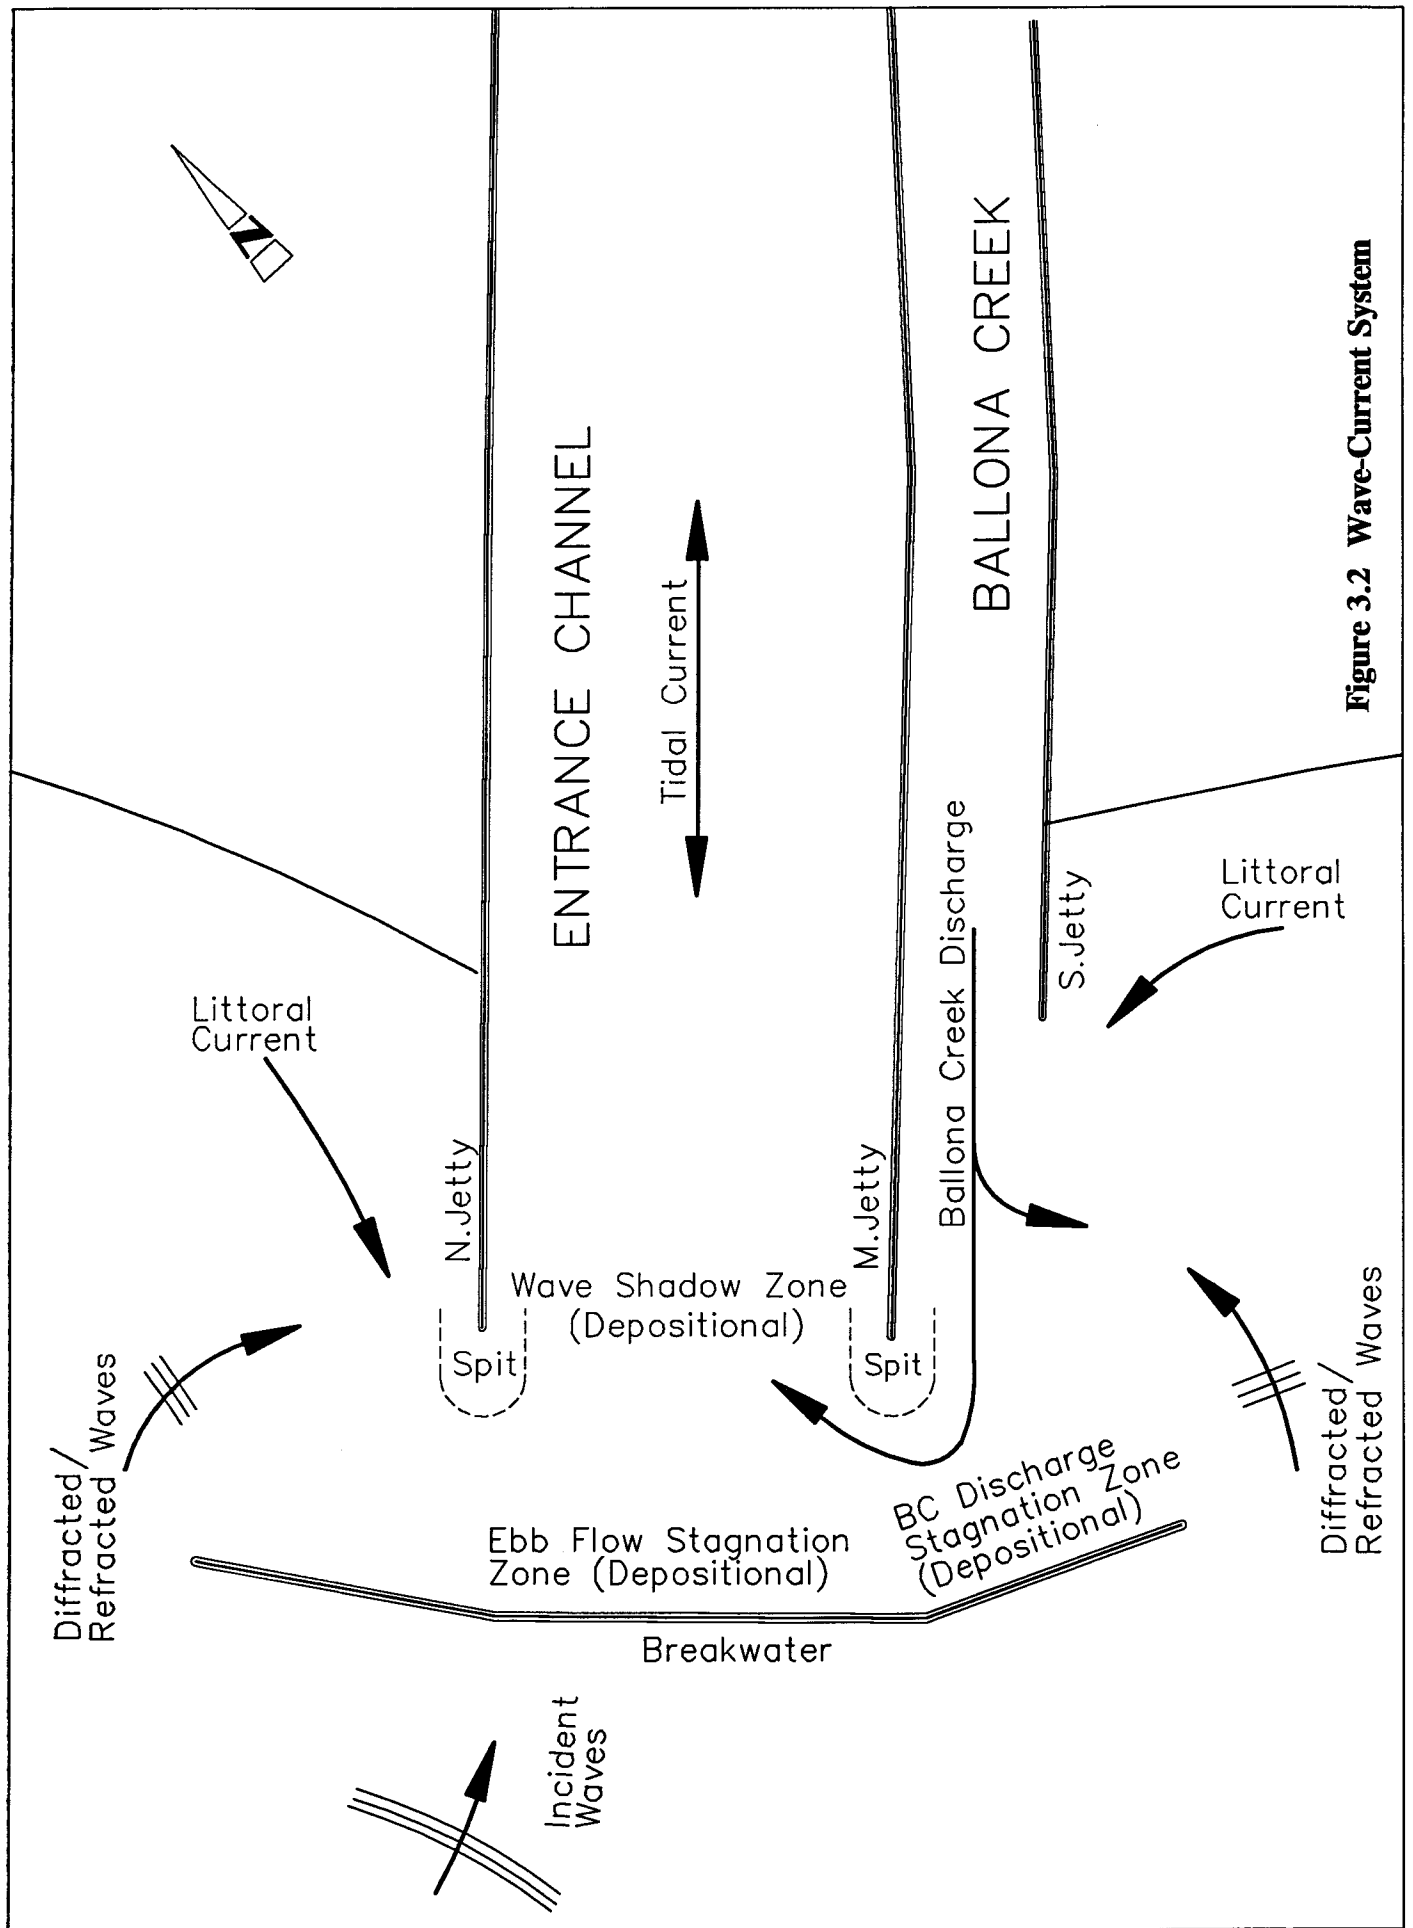 N
ENTRANCE CHANNEL
BALLONA CREEK
Tidal Current
Littoral
Current
Littoral
Current
N.Jetty
M.Jetty
S.Jetty
Ballona Creek Discharge
Wave Shadow Zone
(Depositional)
Spit
Spit
Diffracted/
Refracted Waves
Diffracted/
Refracted Waves
Ebb Flow Stagnation
Zone (Depositional)
BC Discharge
Stagnation Zone
(Depositional)
Breakwater
Incident
Waves
Figure 3.2 Wave-Current System